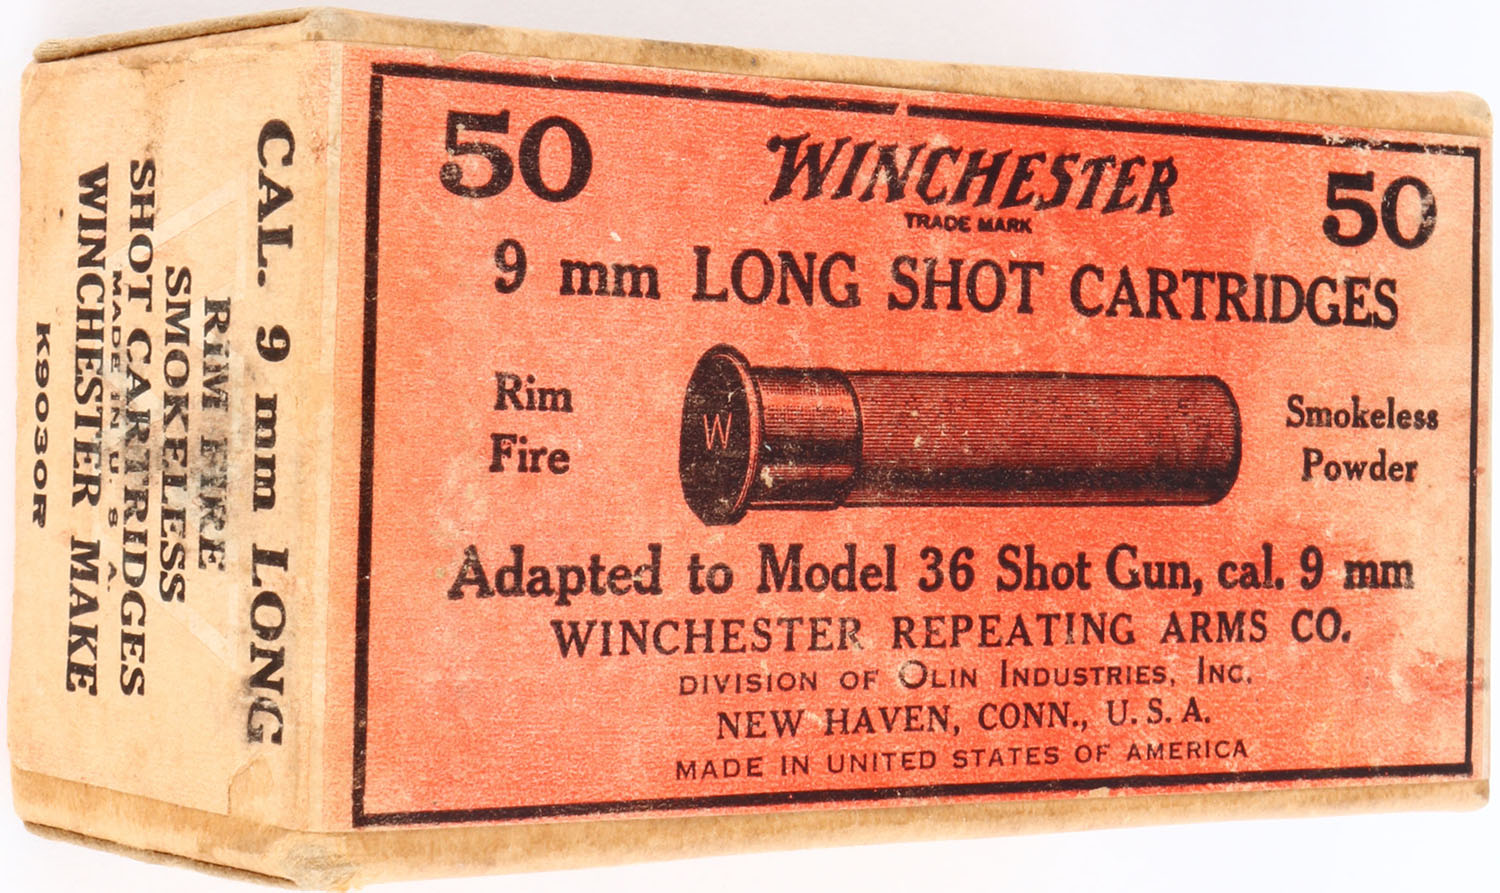 50
WINCHESTER
TRADE MARK
50
9 mm LONG SHOT CARTRIDGES
Rim
Fire
W
Smokeless
Powder
Adapted to Model 36 Shot Gun, cal. 9 mm
WINCHESTER REPEATING ARMS CO.
DIVISION OF OLIN INDUSTRIES, INC.
NEW HAVEN, CONN., U. S. A.
MADE IN UNITED STATES OF AMERICA
CAL. 9 mm LONG
RIM FIRE
SMOKELESS
SHOT CARTRIDGES
MADE IN U. S. A.
WINCHESTER MAKE
K9030R